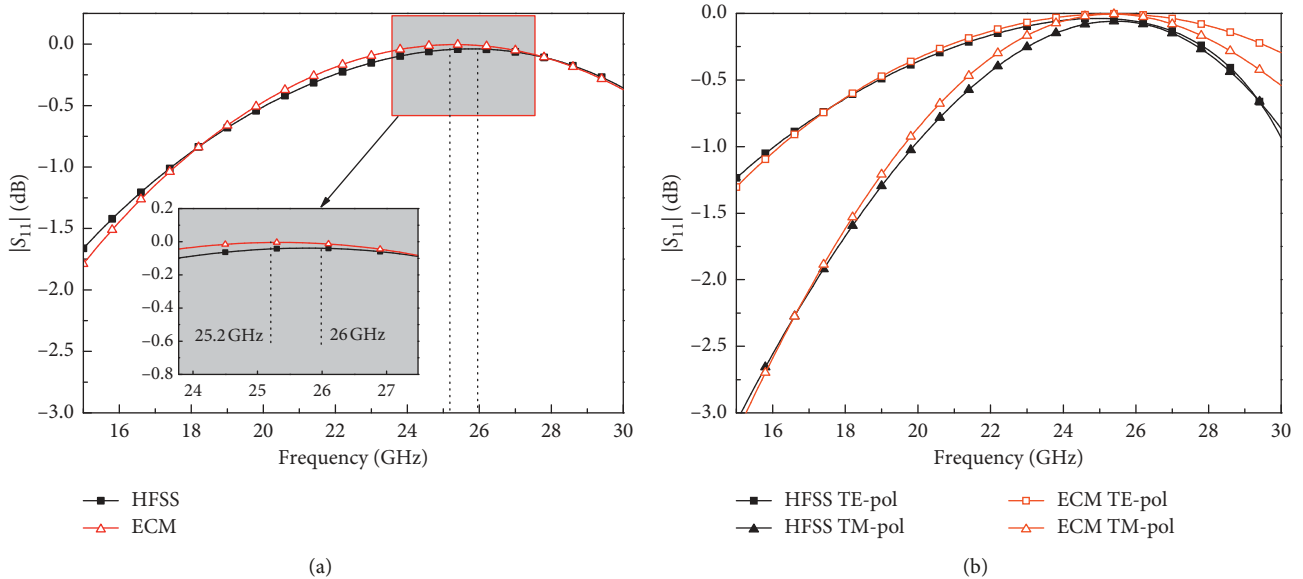 0.0
−0.5
−1.0
−1.5
−2.0
−2.5
−3.0
|S11| (dB)
16 18 20 22 24 26 28 30
Frequency (GHz)
0.2
0.0
−0.2
−0.4
−0.6
−0.8
24 25 26 27
25.2 GHz
26 GHz
HFSS
ECM
(a)
0.0
−0.5
−1.0
−1.5
−2.0
−2.5
−3.0
|S11| (dB)
16 18 20 22 24 26 28 30
Frequency (GHz)
HFSS TE-pol
HFSS TM-pol
ECM TE-pol
ECM TM-pol
(b)